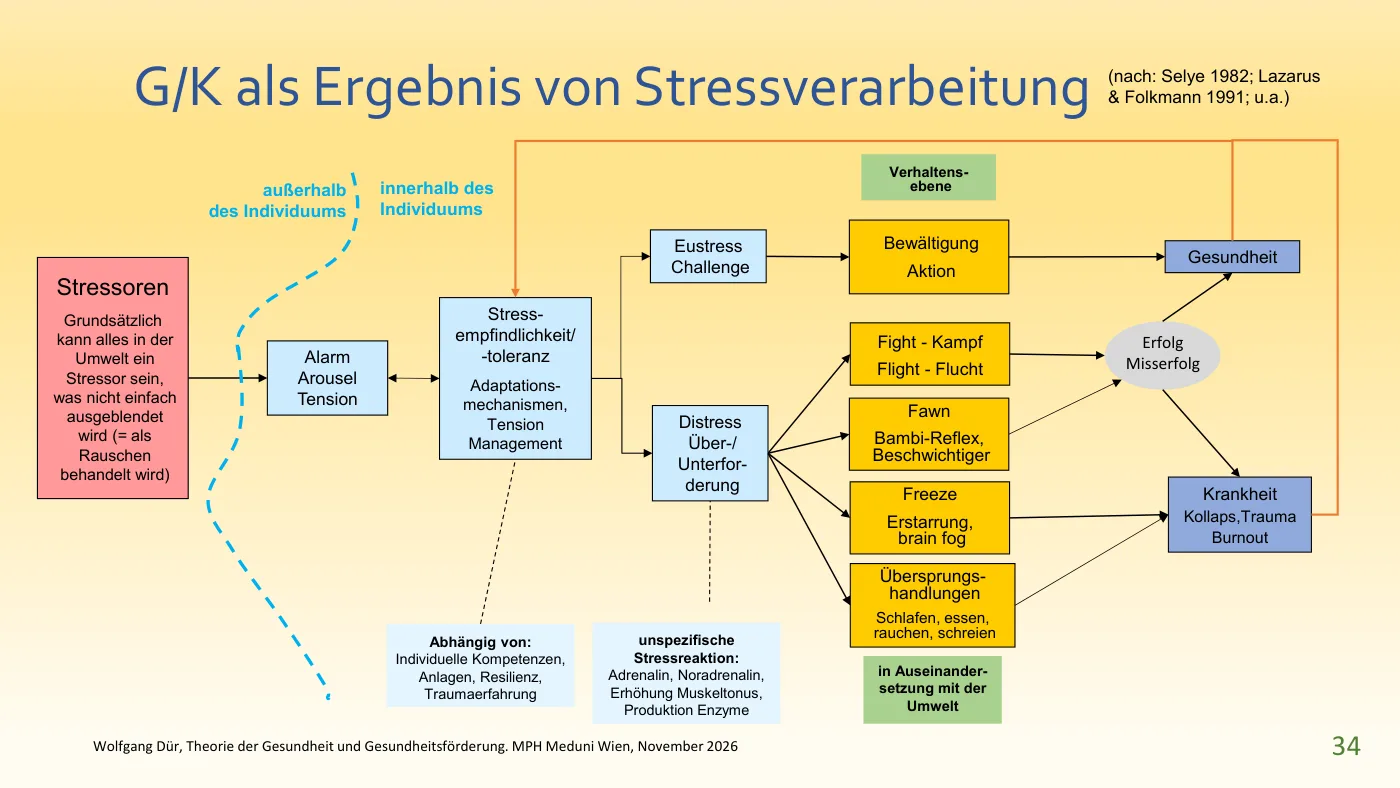 G/K als Ergebnis von Stressverarbeitung
(nach: Selye 1982; Lazarus
& Folkmann 1991; u.a.)
außerhalb
des Individuums
innerhalb des
Individuums
Verhaltens-
ebene
Stressoren
Grundsätzlich
kann alles in der
Umwelt ein
Stressor sein,
was nicht einfach
ausgeblendet
wird (= als
Rauschen
behandelt wird)
Alarm
Arousel
Tension
Stress-
empfindlichkeit/
-toleranz
Adaptations-
mechanismen,
Tension
Management
Eustress
Challenge
Distress
Über-/
Unterfor-
derung
Bewältigung
Aktion
Fight - Kampf
Flight - Flucht
Fawn
Bambi-Reflex,
Beschwichtiger
Freeze
Erstarrung,
brain fog
Übersprungs-
handlungen
Schlafen, essen,
rauchen, schreien
Gesundheit
Erfolg
Misserfolg
Krankheit
Kollaps,Trauma
Burnout
Abhängig von:
Individuelle Kompetenzen,
Anlagen, Resilienz,
Traumaerfahrung
unspezifische
Stressreaktion:
Adrenalin, Noradrenalin,
Erhöhung Muskeltonus,
Produktion Enzyme
in Auseinander-
setzung mit der
Umwelt
Wolfgang Dür, Theorie der Gesundheit und Gesundheitsförderung. MPH Meduni Wien, November 2026
34